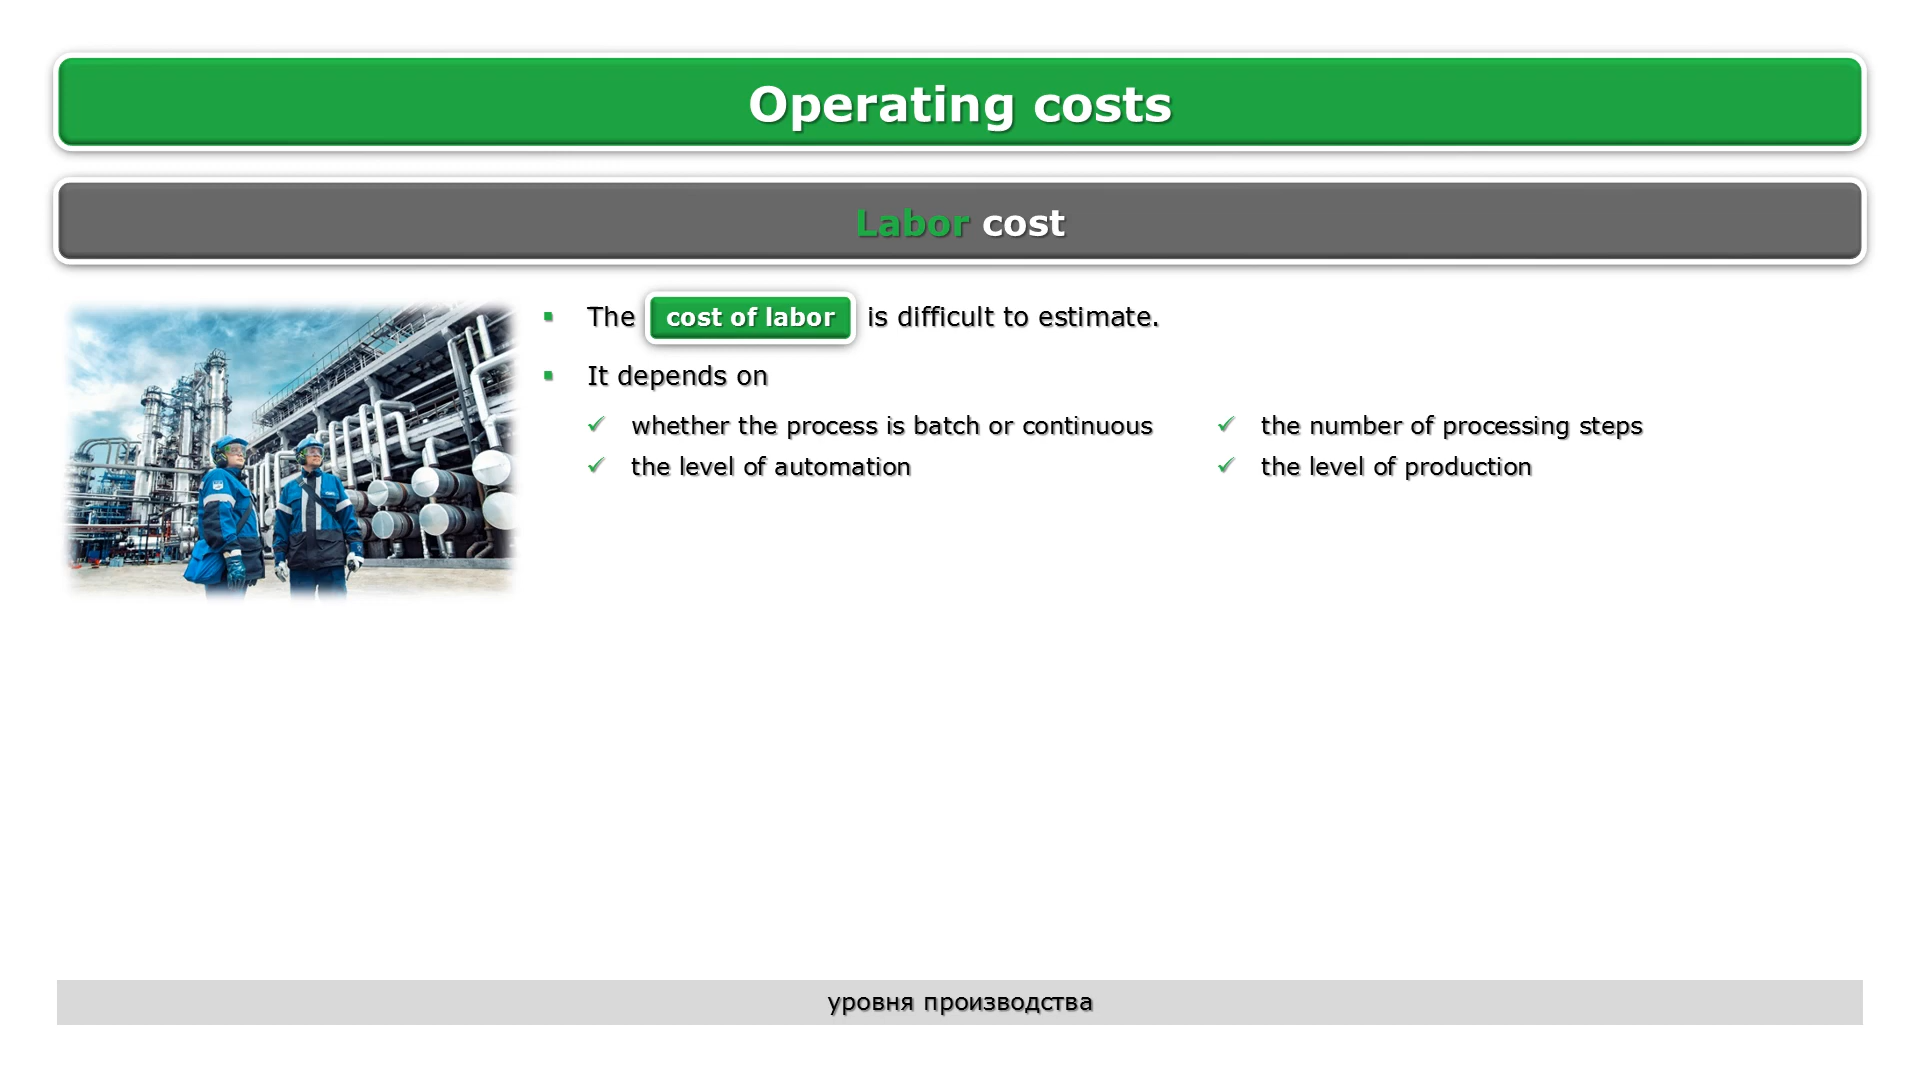 Operating costs
Labor cost
The cost of labor is difficult to estimate.
It depends on
whether the process is batch or continuous
the number of processing steps
the level of automation
the level of production
уровня производства